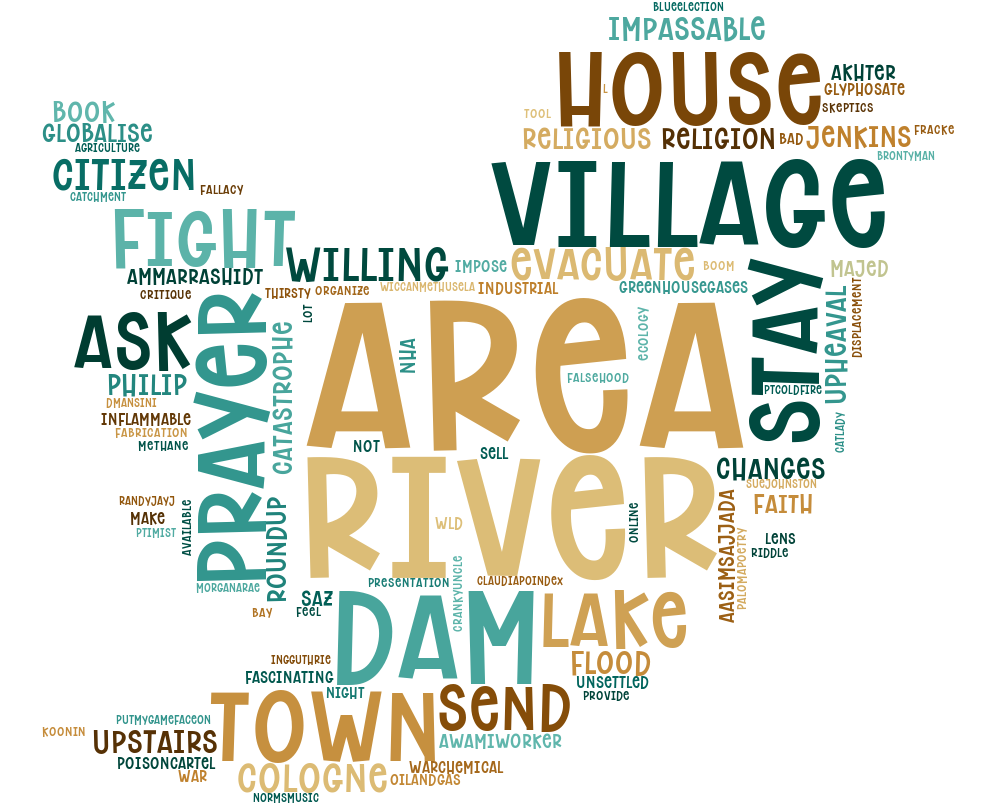 BLUEELECTION
IMPASSABLE
HOUSE
L
AKHTER
GLYPHOSATE
SKEPTICS
TOOL
RELIGIOUS
RELIGION
BAD
JENKINS
FRACKE
BRONTYMAN
BOOK
GLOBALISE
AGRICULTURE
CITIZEN
CATCHMENT
FALLACY
VILLAGE
FIGHT
WILLING
IMPOSE
EVACUATE
BOOM
MAJED
AMMARRASHIDT
CRITIQUE
THIRSTY
ORGANIZE
WICCANMETHUSELA
INDUSTRIAL
GREENHOUSEGASES
STAY
PTCOLDFIRE
UPHEAVAL
DISPLACEMENT
CATLADY
ASK
PHILIP
DMANSINI
INFLAMMABLE
FABRICATION
METHANE
PRAYER
CATASTROPHE
LOT
AREA
NHA
ECOLOGY
FALSEHOOD
NOT
SELL
RIVER
WLD
ONLINE
CHANGES
SUEJOHNSTON
FAITH
LENS
RIDDLE
AASIMSAJJADA
PALOMAPOETRY
RANDYJAYJ
MAKE
PTIMIST
AVAILABLE
ROUNDUP
MORGANARAE
BAY
SAZ
FEEL
PRESENTATION
CRANKYUNCLE
CLAUDIAPOINDEX
DAM
LAKE
FLOOD
UNSETTLED
PROVIDE
INGGUTHRIE
FASCINATING
NIGHT
TOWN
SEND
AWAMIWORKER
PUTMYGAMEFACEON
KOONIN
UPSTAIRS
POISONCARTEL
WAR
COLOGNE
WARCHEMICAL
OILANDGAS
NORMSMUSIC